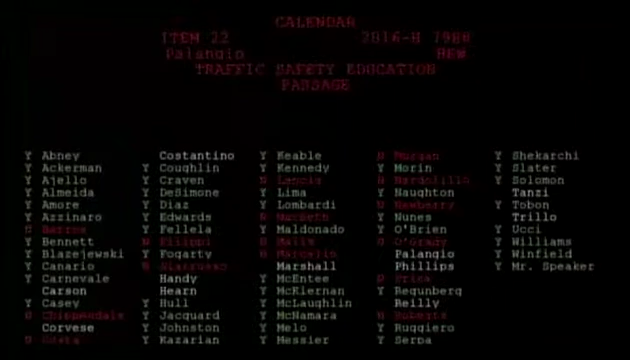 CALENDAR
ITEM 22 2016-H 7988
Palangio
TRAFFIC SAFETY EDUCATION
PASSAGE
Y Abney Costantino Y Keable N Morgan Y Shekarchi
Y Ackerman Y Coughlin Y Kennedy Y Morin Y Slater
Y Ajello Y Craven N Lancia N Nardolillo Y Solomon
Y Almeida Y DeSimone Y Lima Y Naughton Tanzi
Y Amore Y Diaz Y Lombardi N Newberry Y Tobon
Y Azzinaro Y Edwards N MacBeth Y Nunes Trillo
N Barros Y Fellela Y Maldonado Y O'Brien Y Ucci
Y Bennett N Filippi N Malik N O'Grady Y Williams
Y Blazejewski Y Fogarty N Marcello Palangio Y Winfield
Y Canario N Giarrusso Marshall Phillips Y Mr. Speaker
Y Carnevale Handy Y McEntee N Price
Carson Hearn Y McKiernan Y Regunberg
Y Casey Y Hull Y McLaughlin Reilly
N Chippendale Y Jacquard Y McNamara N Roberts
Corvese Y Johnston Y Melo Y Ruggiero
N Costa Y Kazarian Y Messier Y Serpa